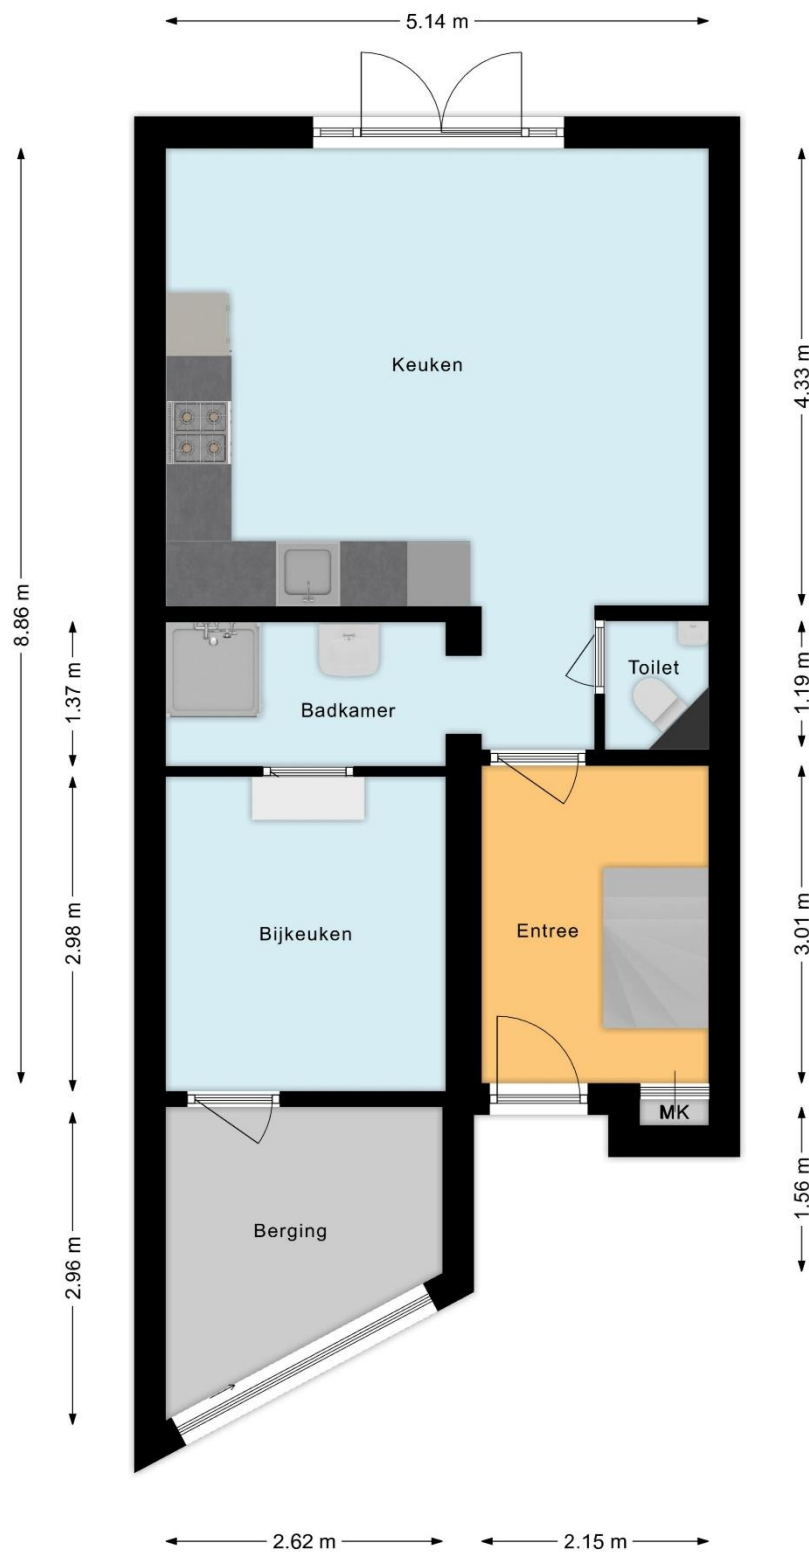 5.14 m
Keuken
4.33 m
8.86 m
1.37 m
Badkamer
Toilet
1.19 m
2.98 m
Bijkeuken
Entree
3.01 m
MK
1.56 m
Berging
2.96 m
2.62 m
2.15 m